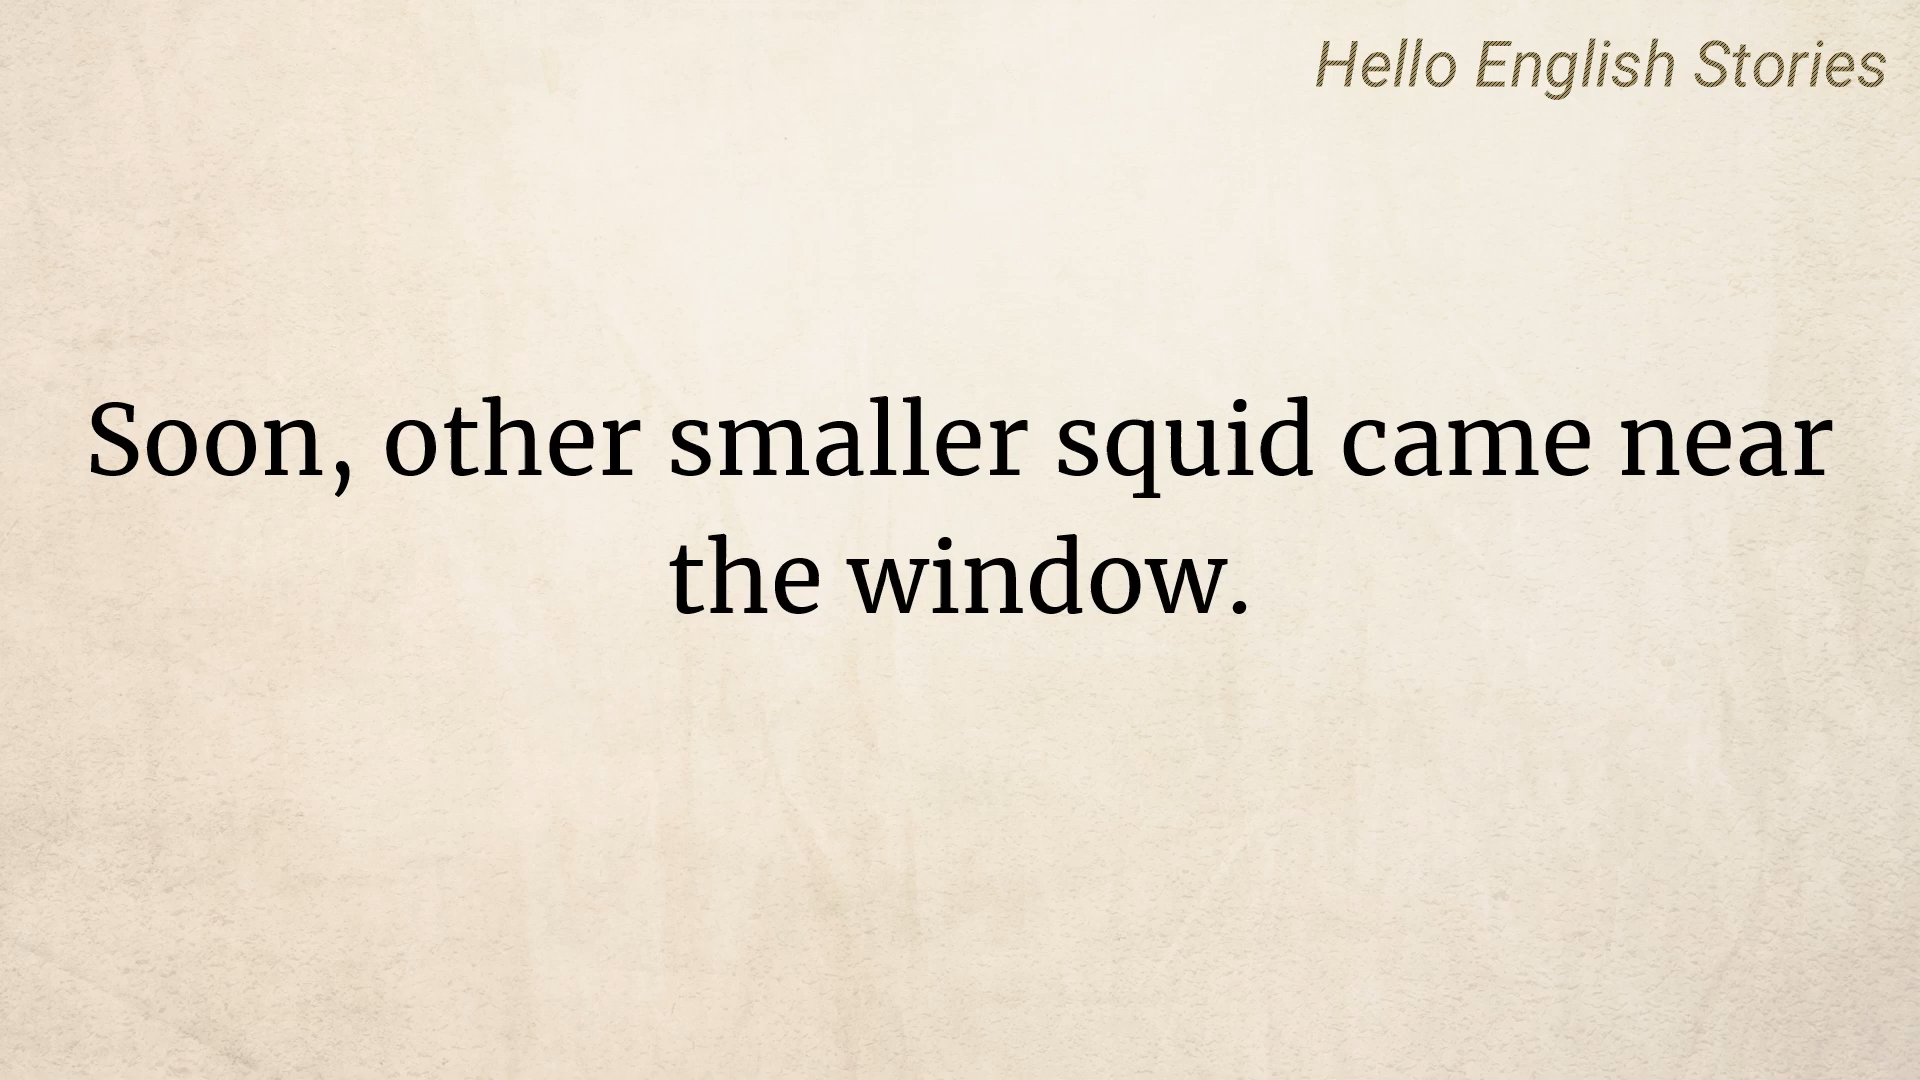 Hello English Stories
Soon, other smaller squid came near
the window.